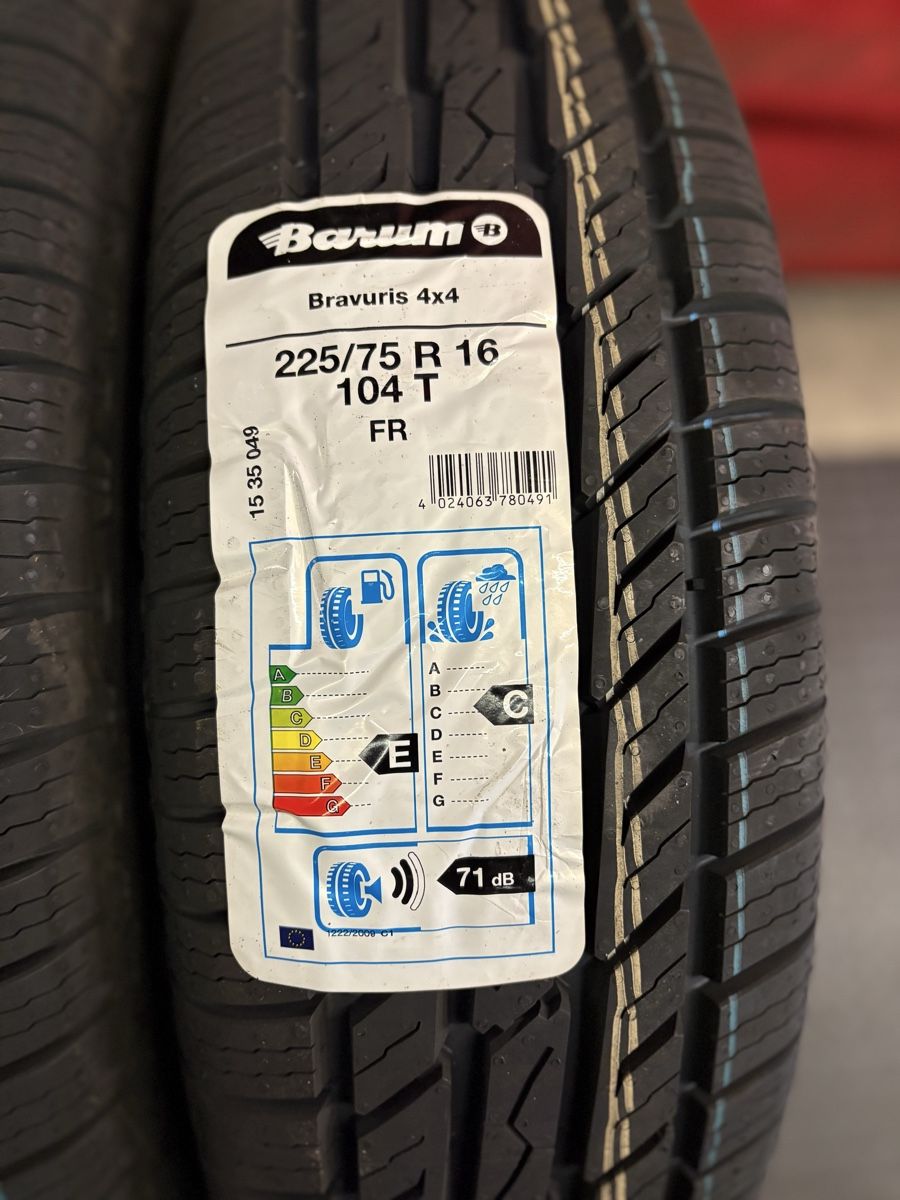 Barum B
Bravuris 4x4
225/75 R 16
104 T
FR
15 35 049
4 024063 780491
A
B
C
D
E
F
G
E
A
B
C
D
E
F
G
C
71 dB
1222/2009 C1